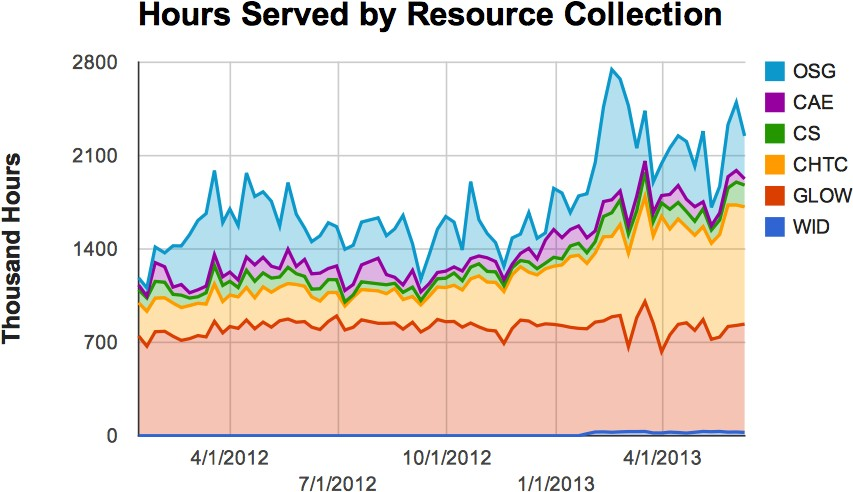 Hours Served by Resource Collection
Thousand Hours
2800
2100
1400
700
0
4/1/2012
7/1/2012
10/1/2012
1/1/2013
4/1/2013
OSG
CAE
CS
CHTC
GLOW
WID